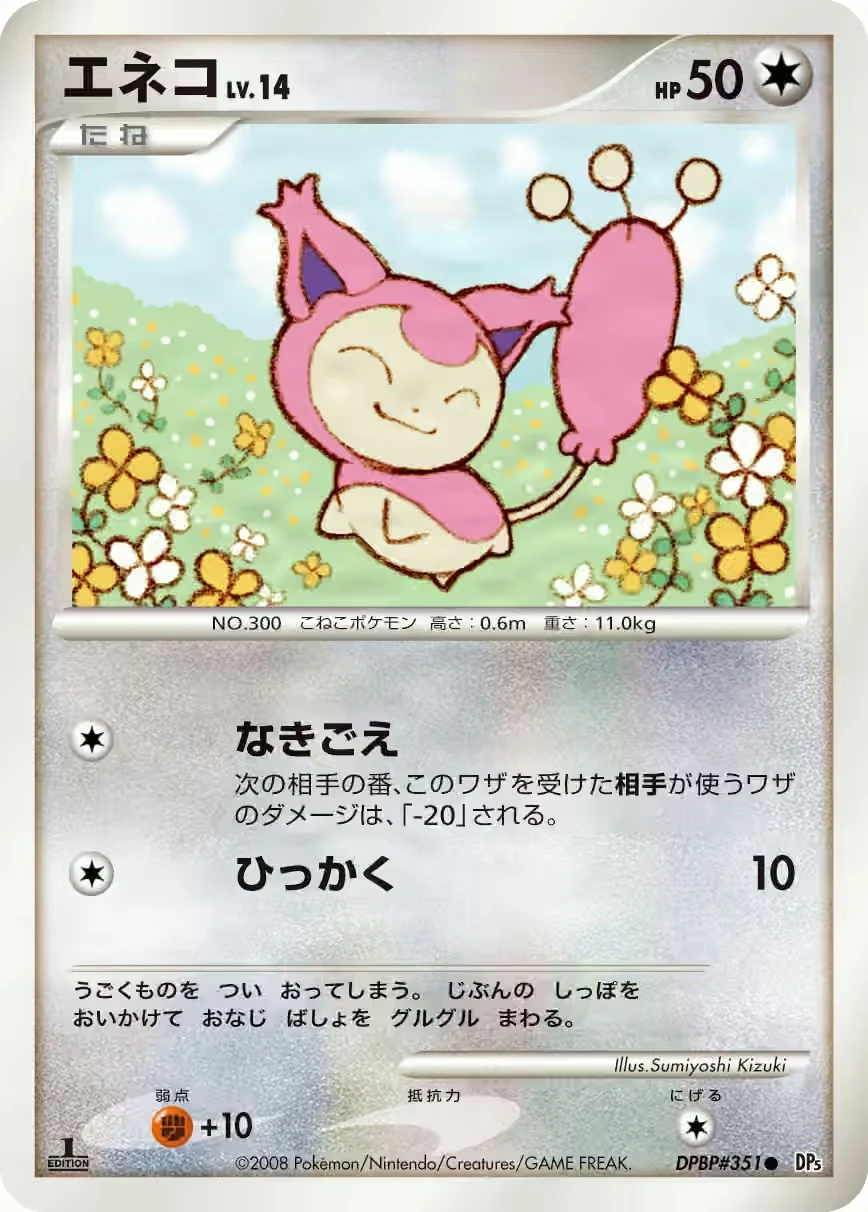 エネコ LV.14 HP 50
たね
NO.300 こねこポケモン 高さ：0.6m 重さ：11.0kg
なきごえ
次の相手の番、このワザを受けた相手が使うワザ
のダメージは、「-20」される。
ひっかく 10
うごくものを つい おってしまう。 じぶんの しっぽを
おいかけて おなじ ばしょを グルグル まわる。
Illus.Sumiyoshi Kizuki
弱点 抵抗力 にげる
+10
1 EDITION ©2008 Pokémon/Nintendo/Creatures/GAME FREAK. DPBP#351● DP5